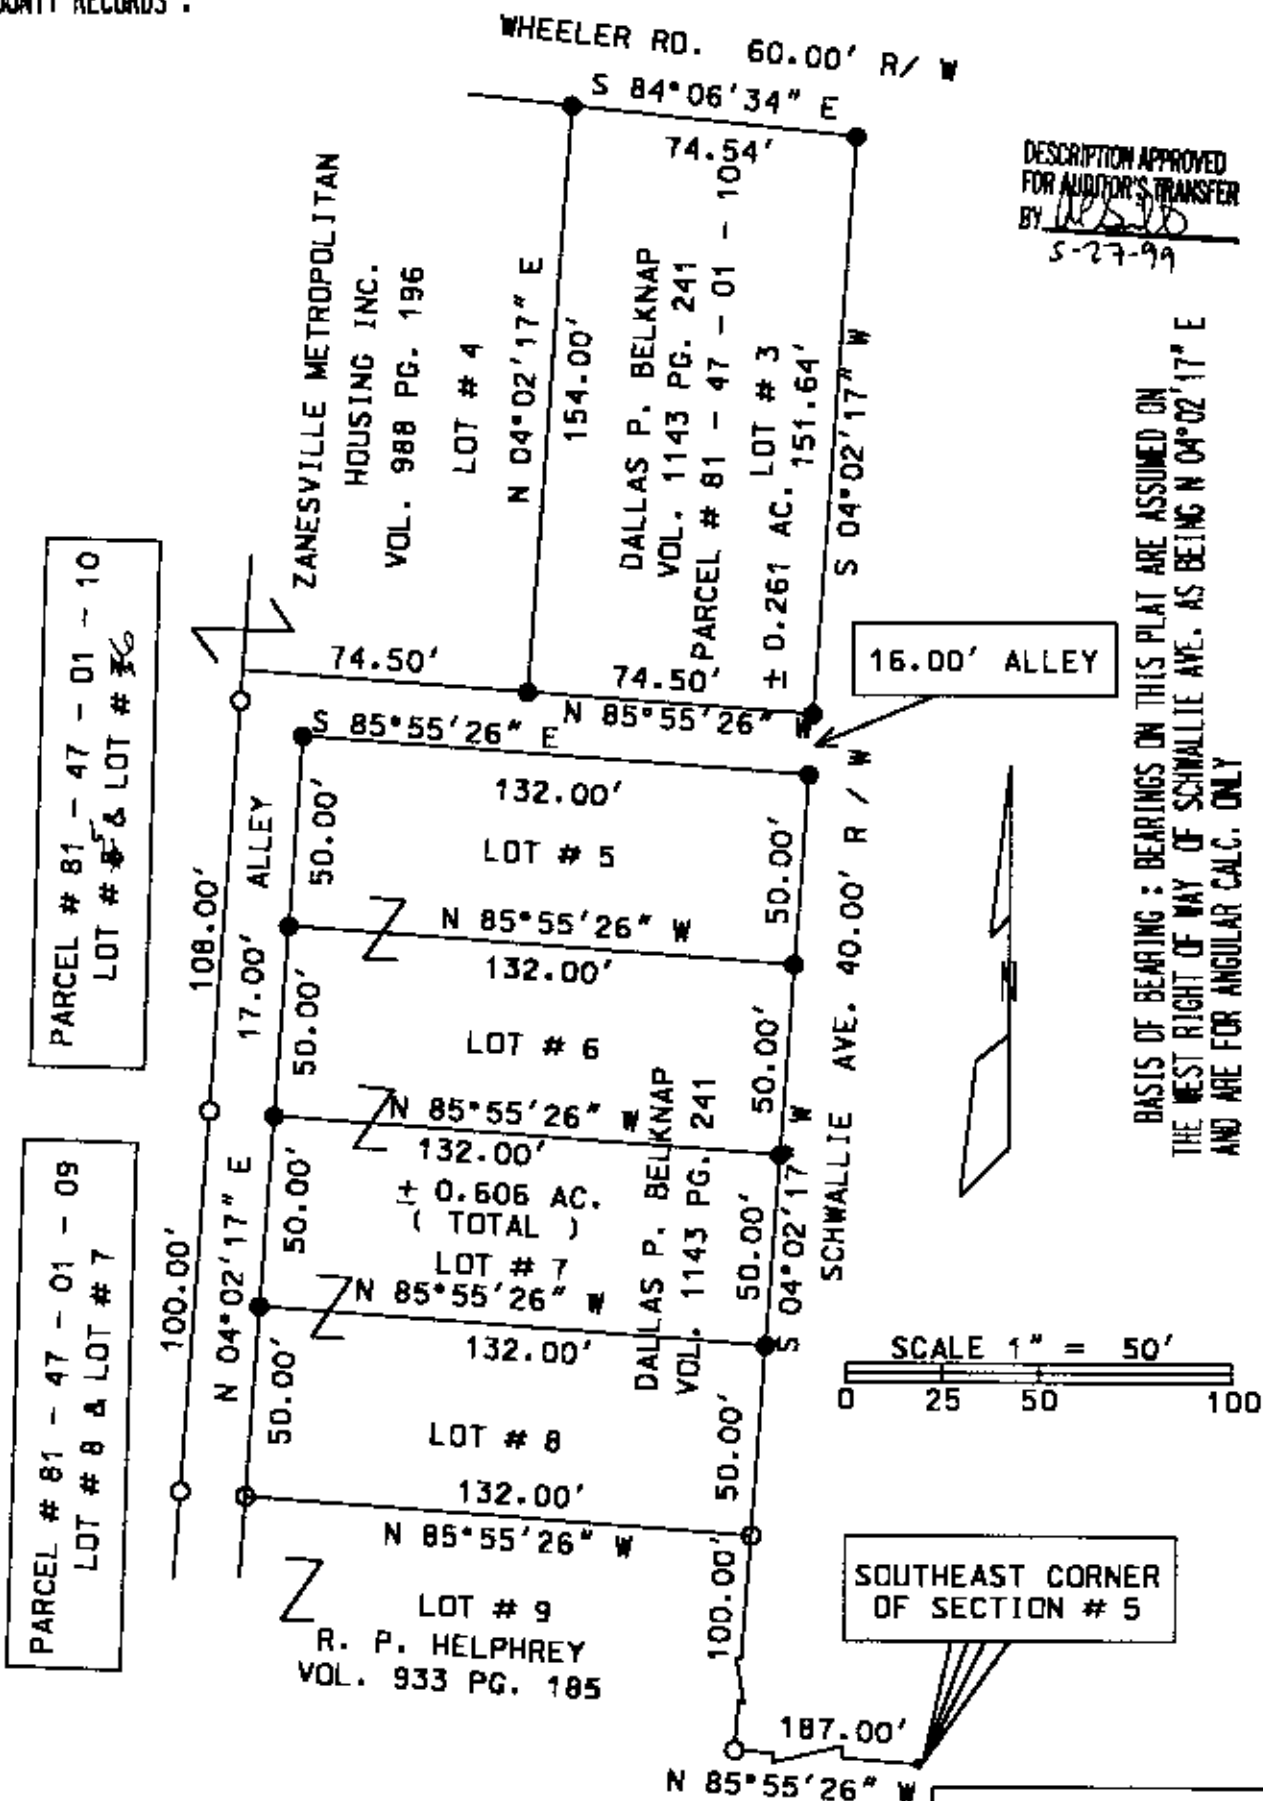 COUNTY RECORDS .
WHEELER RD. 60.00' R/ W
S 84°06'34" E
74.54'
DESCRIPTION APPROVED
FOR AUDITOR'S TRANSFER
BY
5-27-99
ZANESVILLE METROPOLITAN
HOUSING INC.
VOL. 988 PG. 196
LOT # 4
N 04°02'17" E
154.00'
DALLAS P. BELKNAP
VOL. 1143 PG. 241
PARCEL # 81 - 47 - 01 - 10
± 0.261 AC. LOT # 3
151.64'
S 04°02'17" W
BASIS OF BEARING : BEARINGS ON THIS PLAT ARE ASSUMED ON
THE WEST RIGHT OF WAY OF SCHWALLIE AVE. AS BEING N 04°02'17" E
AND ARE FOR ANGULAR CALC. ONLY
PARCEL # 81 - 47 - 01 - 10
LOT # 5 & LOT # 6
74.50'
74.50'
N 85°55'26" W
16.00' ALLEY
S 85°55'26" E
132.00'
LOT # 5
50.00'
50.00'
108.00'
17.00' ALLEY
N 85°55'26" W
132.00'
LOT # 6
50.00'
50.00'
SCHWALLIE AVE. 40.00' R / W
N 85°55'26" W
132.00'
± 0.606 AC.
( TOTAL )
LOT # 7
50.00'
50.00'
DALLAS P. BELKNAP
VOL. 1143 PG. 241
S 04°02'17" W
PARCEL # 81 - 47 - 01 - 09
LOT # 8 & LOT # 7
100.00'
N 04°02'17" E
N 85°55'26" W
132.00'
LOT # 8
50.00'
50.00'
SCALE 1" = 50'
0 25 50 100
132.00'
N 85°55'26" W
LOT # 9
R. P. HELPHREY
VOL. 933 PG. 185
100.00'
SOUTHEAST CORNER
OF SECTION # 5
187.00'
N 85°55'26" W